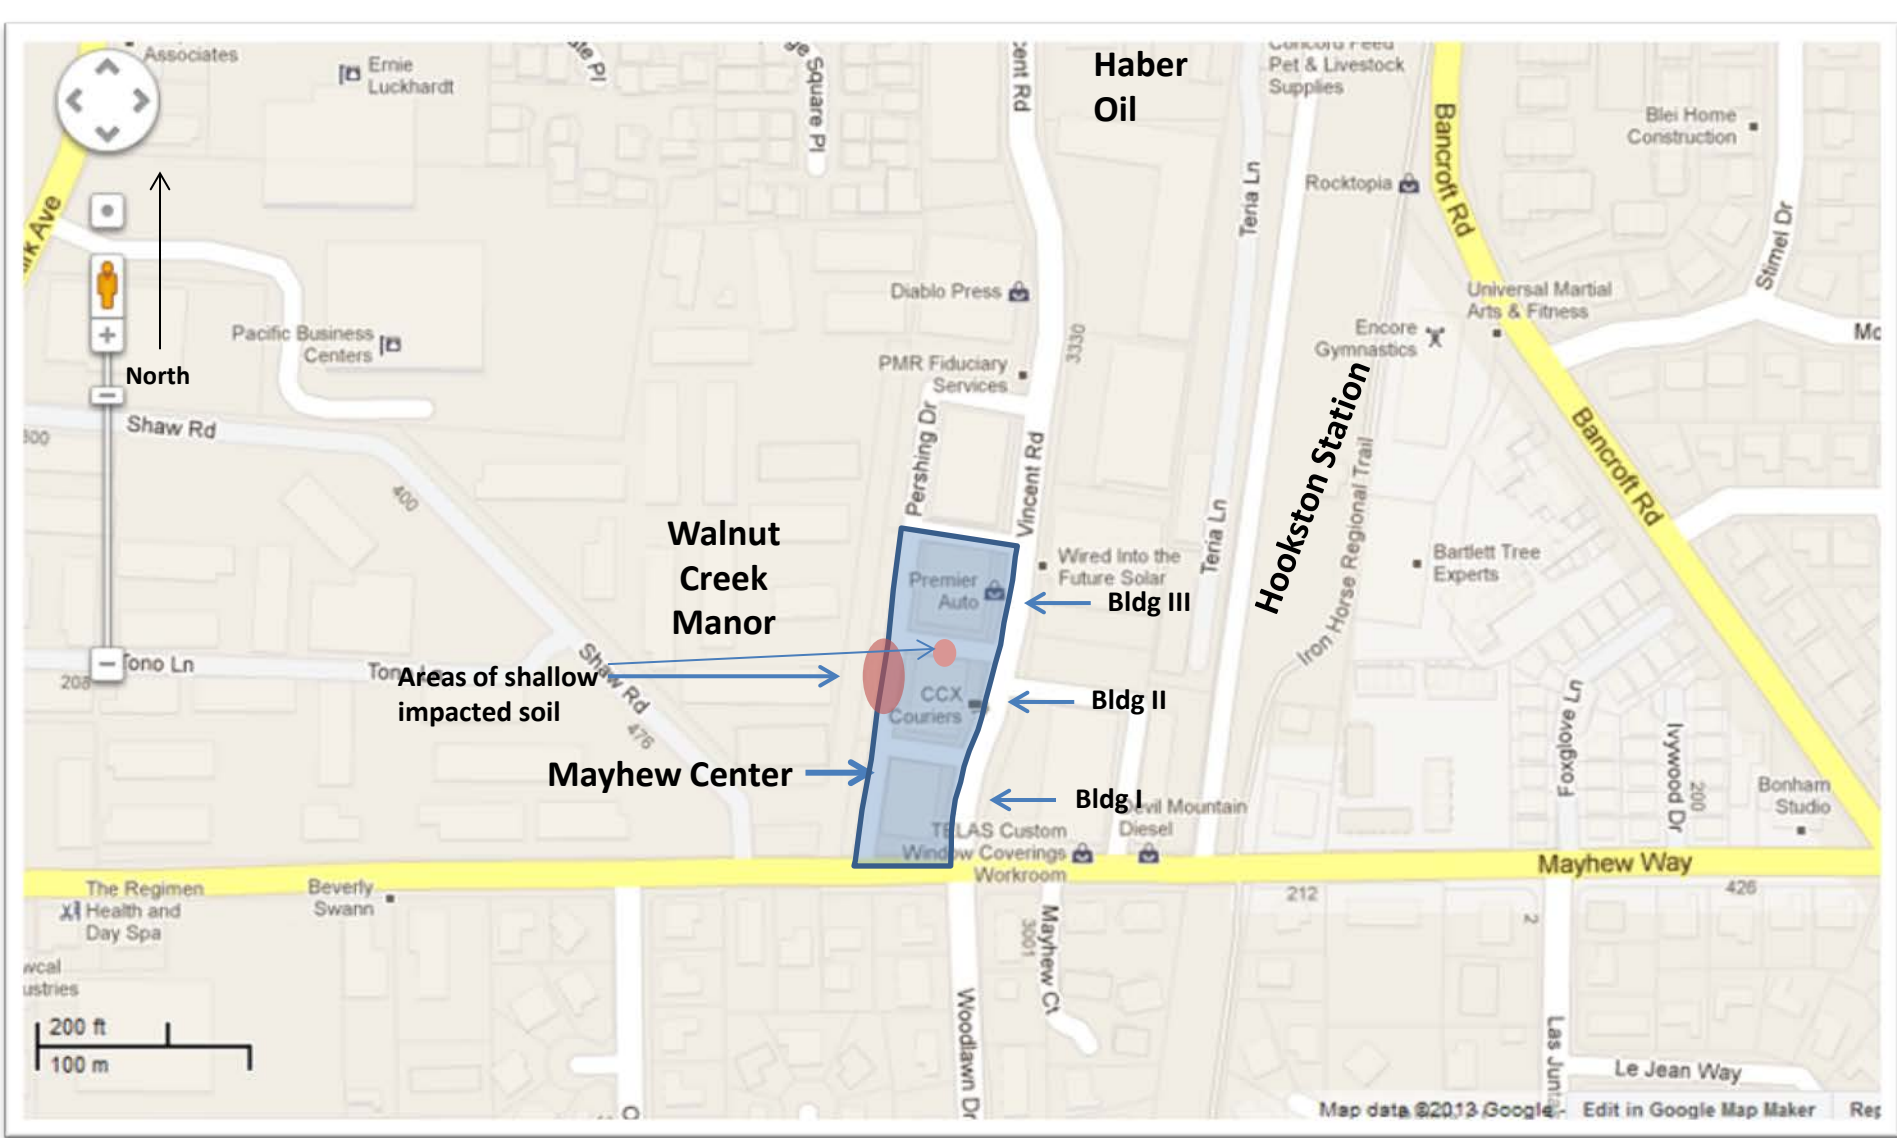 Associates
Ernie
Luckhardt
Square Pl
Haber
Oil
Pet & Livestock
Supplies
Bancroft Rd
Blei Home
Construction
Rocktopia
Teria Ln
Stimel Dr
North
Diablo Press
Universal Martial
Arts & Fitness
Pacific Business
Centers
3330
Encore
Gymnastics
PMR Fiduciary
Services
Shaw Rd
400
Pershing Dr
Vincent Rd
Hookston Station
Iron Horse Regional Trail
Bancroft Rd
Walnut
Creek
Manor
Teria Ln
Wired Into the
Future Solar
Bartlett Tree
Experts
Premier
Auto
Bldg III
Tono Ln
208
Shaw Rd
476
Areas of shallow
impacted soil
CCX
Couriers
Bldg II
Foxglove Ln
Ivywood Dr
200
Mayhew Center
Bldg I
Devil Mountain
Diesel
Bonham
Studio
TELAS Custom
Window Coverings
Workroom
Mayhew Way
The Regimen
Health and
Day Spa
Beverly
Swann
212
426
2
Mayhew Ct
3001
Woodlawn Dr
200 ft
100 m
Le Jean Way
Map data ©2013 Google - Edit in Google Map Maker